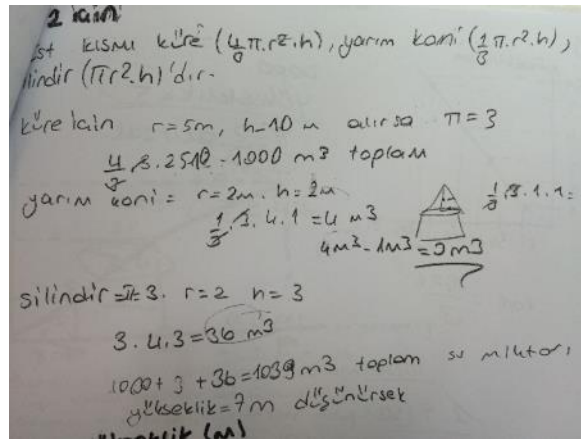 2 için
üst kısmı küre (4/3 π.r².h), yarım koni (1/3 π.r².h),
silindir (πr².h)'dır.
küre için r=5m, h=10 m alırsa π=3
4/3.3.25.10=1000 m3 toplam
yarım koni = r=2m. h=2m
1/3.3.4.1=4 m3
1/3.3.1.1=
4m3-1m3=3m3
silindir=π=3. r=2 h=3
3.4.3=36 m3
1000+3+36=1039m3 toplam su miktarı
yükseklik=7m düşünürsek